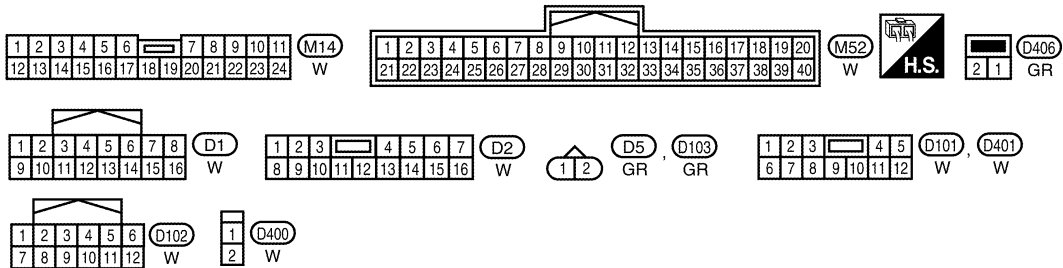 1 2 3 4 5 6 7 8 9 10 11 M14
12 13 14 15 16 17 18 19 20 21 22 23 24 W
1 2 3 4 5 6 7 8 9 10 11 12 13 14 15 16 17 18 19 20 M52
21 22 23 24 25 26 27 28 29 30 31 32 33 34 35 36 37 38 39 40 W
H.S.
D406
2 1 GR
1 2 3 4 5 6 7 8 D1
9 10 11 12 13 14 15 16 W
1 2 3 4 5 6 7 D2
8 9 10 11 12 13 14 15 16 W
1 2 D5 , D103
GR GR
1 2 3 4 5 D101 , D401
6 7 8 9 10 11 12 W W
1 2 3 4 5 6 D102
7 8 9 10 11 12 W
1 D400
2 W